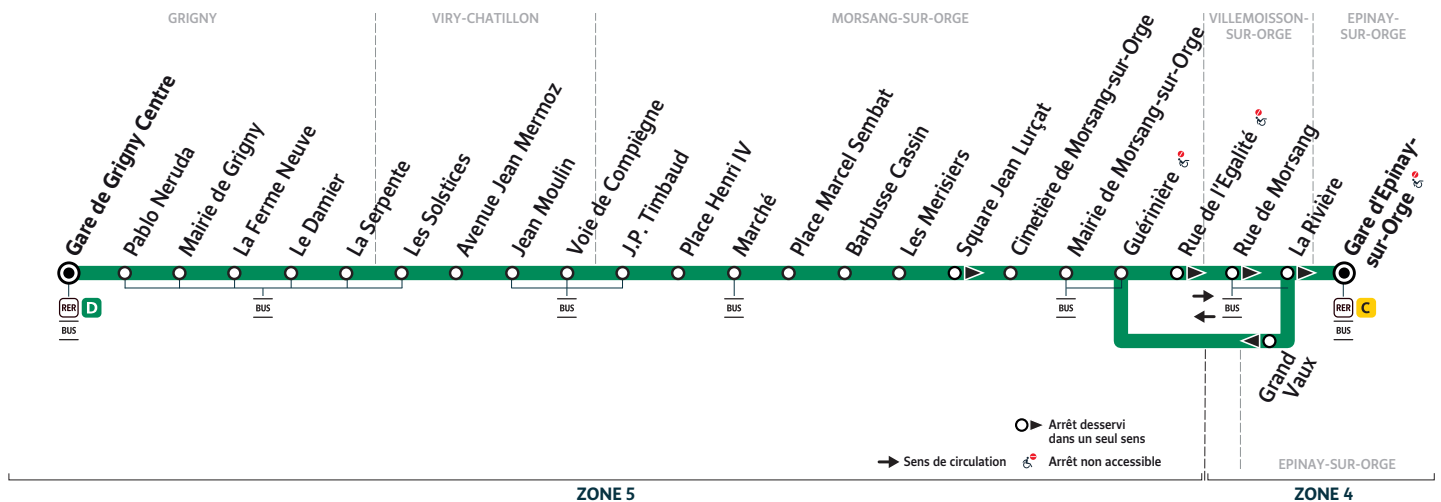 GRIGNY
VIRY-CHATILLON
MORSANG-SUR-ORGE
VILLEMOISSON-
SUR-ORGE
EPINAY-
SUR-ORGE
Gare de Grigny Centre
Pablo Neruda
Mairie de Grigny
La Ferme Neuve
Le Damier
La Serpente
Les Solstices
Avenue Jean Mermoz
Jean Moulin
Voie de Compiègne
J.P. Timbaud
Place Henri IV
Marché
Place Marcel Sembat
Barbusse Cassin
Les Merisiers
Square Jean Lurçat
Cimetière de Morsang-sur-Orge
Mairie de Morsang-sur-Orge
Guérinière
Rue de l'Egalité
Rue de Morsang
La Rivière
Gare d'Epinay-
sur-Orge
RER D
BUS
BUS
BUS
BUS
BUS
BUS
RER C
BUS
Grand
Vaux
Arrêt desservi
dans un seul sens
Sens de circulation
Arrêt non accessible
EPINAY-SUR-ORGE
ZONE 5
ZONE 4